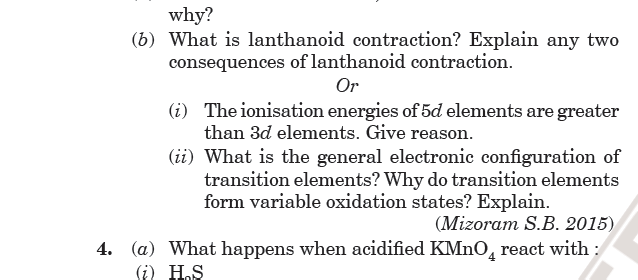 why?
(b) What is lanthanoid contraction? Explain any two
consequences of lanthanoid contraction.
Or
(i) The ionisation energies of 5d elements are greater
than 3d elements. Give reason.
(ii) What is the general electronic configuration of
transition elements? Why do transition elements
form variable oxidation states? Explain.
(Mizoram S.B. 2015)
4. (a) What happens when acidified KMnO₄ react with :
(i) H₂S